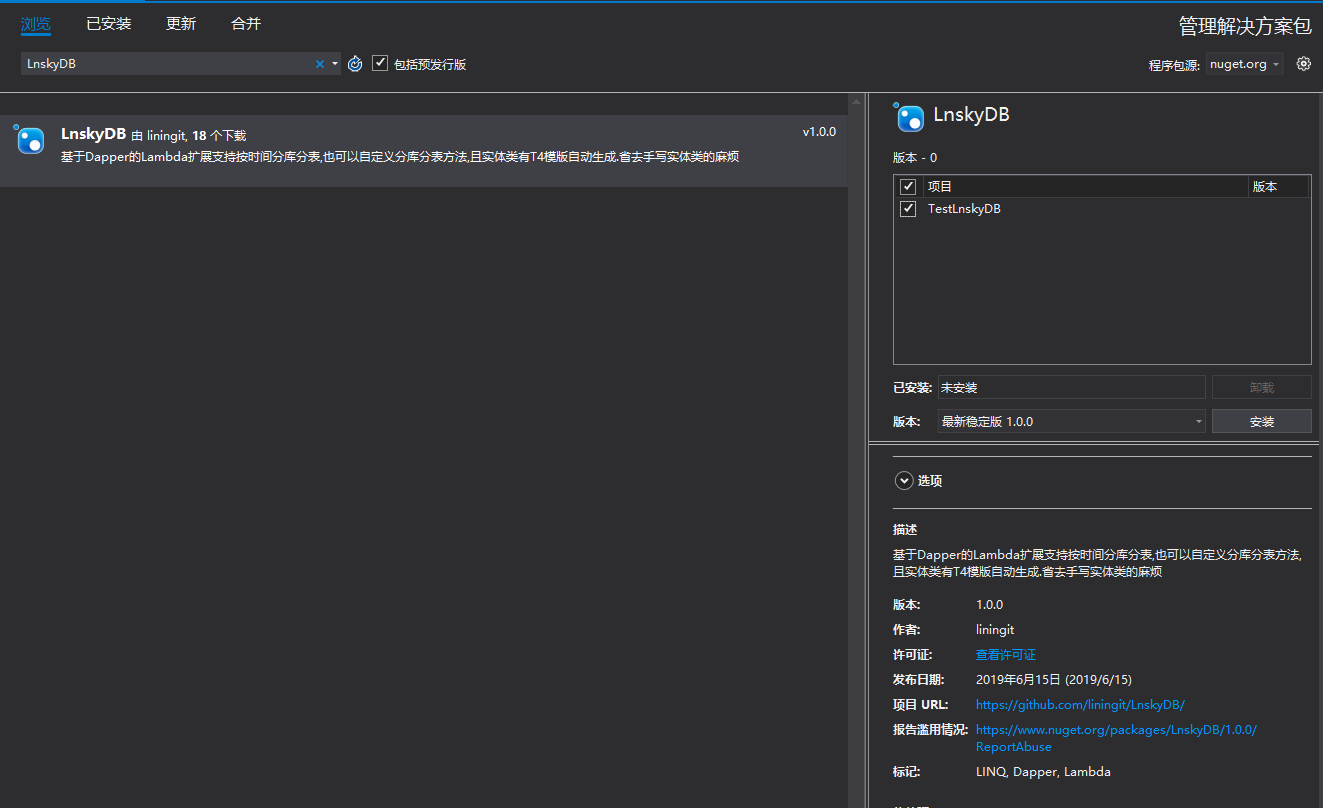 浏览 已安装 更新 合并
管理解决方案包
LnskyDB
包括预发行版
程序包源: nuget.org
LnskyDB 由 liningit, 18 个下载
v1.0.0
基于Dapper的Lambda扩展支持按时间分库分表,也可以自定义分库分表方法,且实体类有T4模版自动生成.省去手写实体类的麻烦
LnskyDB
版本 - 0
项目 版本
TestLnskyDB
已安装: 未安装 卸载
版本: 最新稳定版 1.0.0 安装
选项
描述
基于Dapper的Lambda扩展支持按时间分库分表,也可以自定义分库分表方法,
且实体类有T4模版自动生成.省去手写实体类的麻烦
版本: 1.0.0
作者: liningit
许可证: 查看许可证
发布日期: 2019年6月15日 (2019/6/15)
项目 URL: https://github.com/liningit/LnskyDB/
报告滥用情况: https://www.nuget.org/packages/LnskyDB/1.0.0/
ReportAbuse
标记: LINQ, Dapper, Lambda